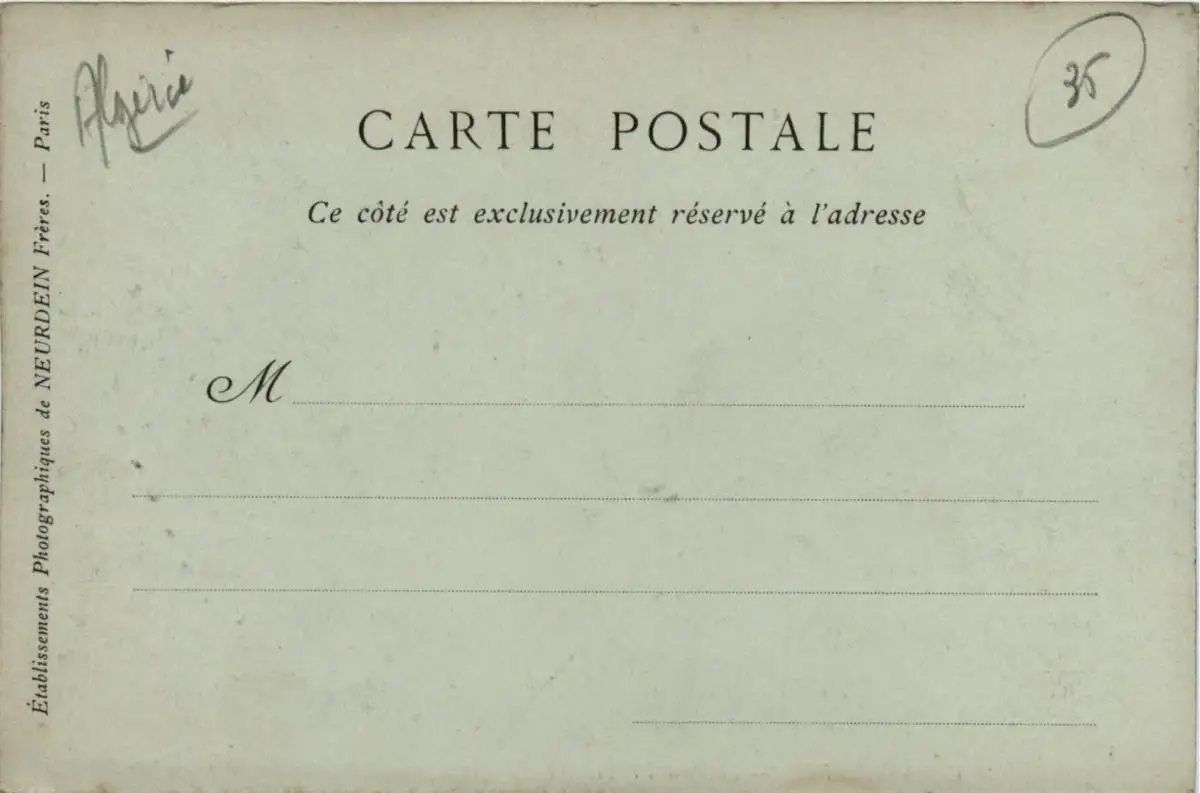 Algérie
35
CARTE POSTALE
Ce côté est exclusivement réservé à l'adresse
M
Établissements Photographiques de NEURDEIN Frères. — Paris